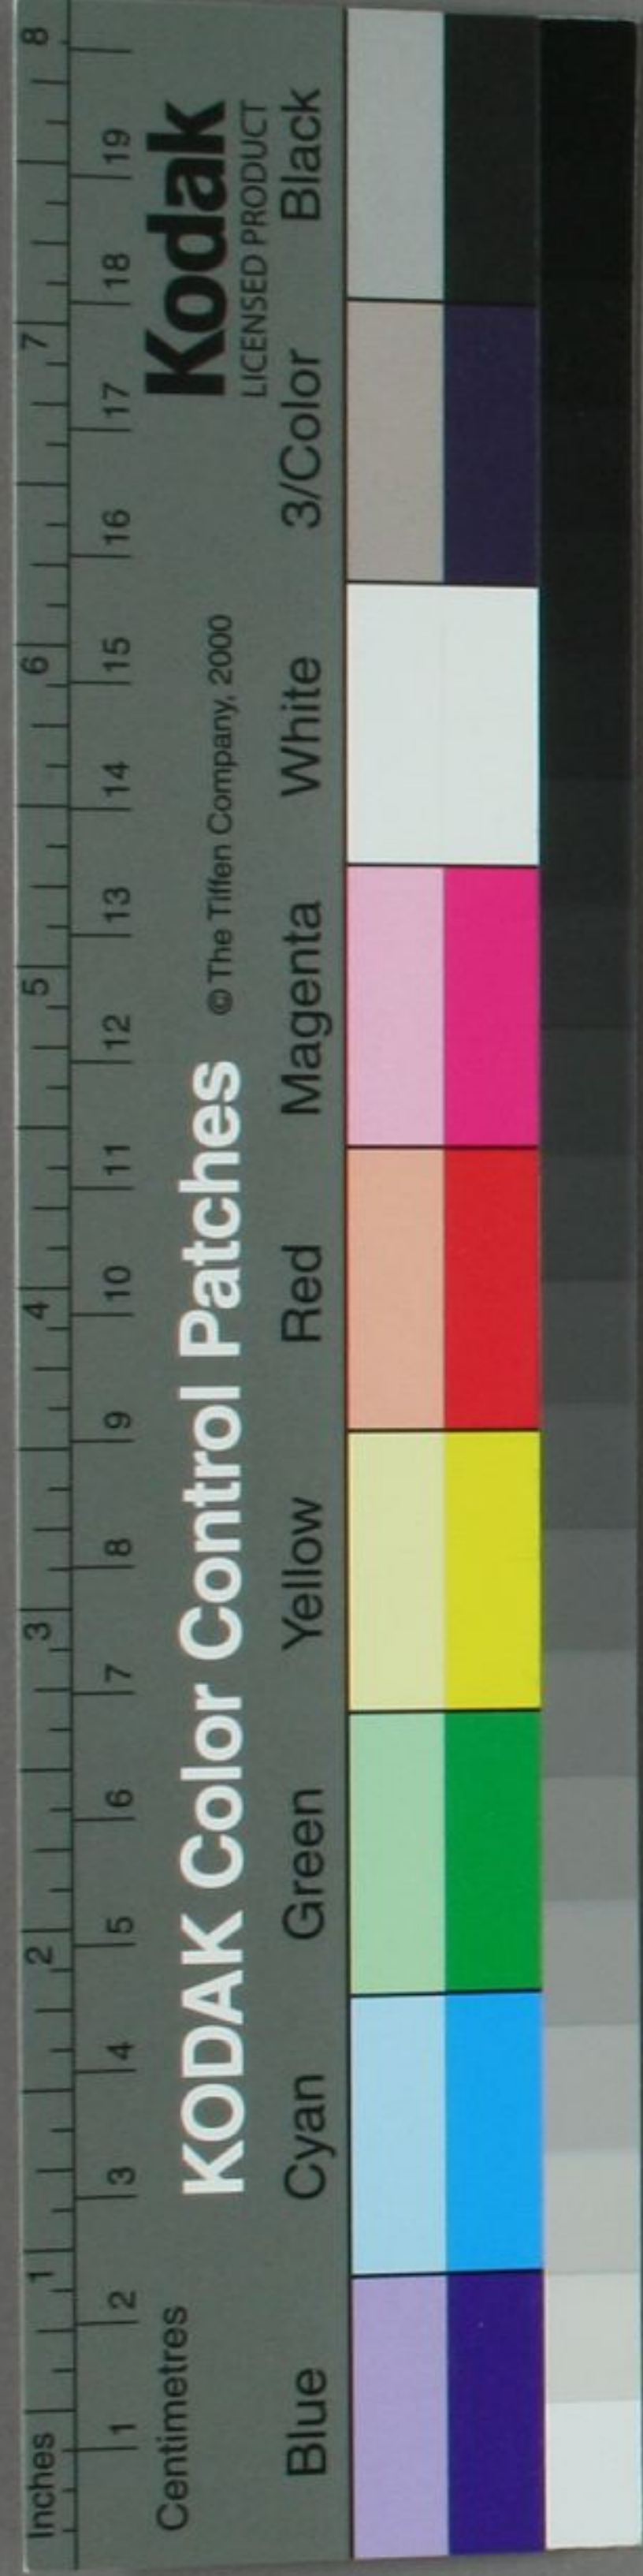 Inches 1 2 3 4 5 6 7 8
1 2 3 4 5 6 7 8 9 10 11 12 13 14 15 16 17 18 19
Centimetres
KODAK Color Control Patches © The Tiffen Company, 2000
Kodak
LICENSED PRODUCT
Blue Cyan Green Yellow Red Magenta White 3/Color Black